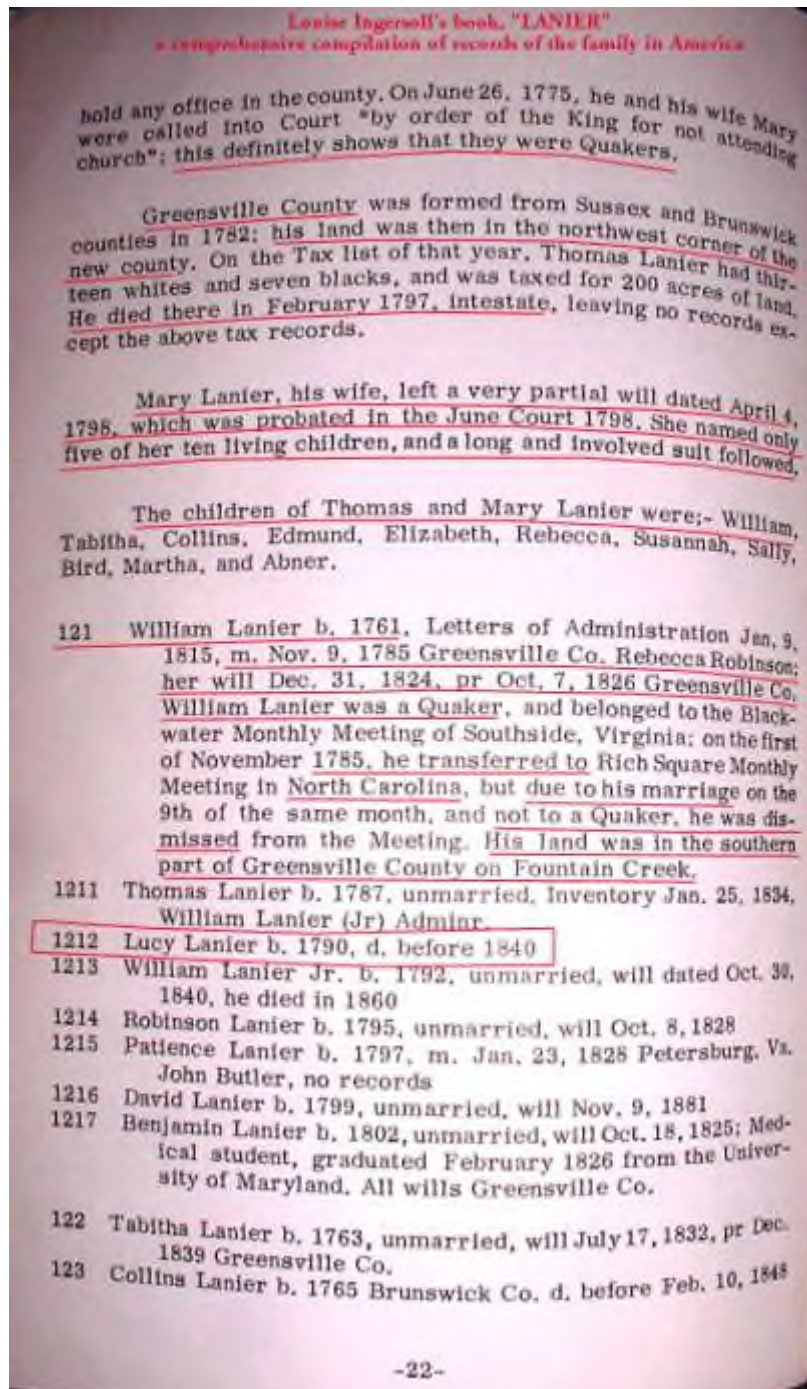 Louise Ingersoll's book, "LANIER"
a comprehensive compilation of records of the family in America
hold any office in the county. On June 26, 1775, he and his wife Mary
were called into Court "by order of the King for not attending
church"; this definitely shows that they were Quakers.
Greensville County was formed from Sussex and Brunswick
counties in 1782; his land was then in the northwest corner of the
new county. On the Tax list of that year, Thomas Lanier had thir-
teen whites and seven blacks, and was taxed for 200 acres of land.
He died there in February 1797, intestate, leaving no records ex-
cept the above tax records.
Mary Lanier, his wife, left a very partial will dated April 4,
1798, which was probated in the June Court 1798. She named only
five of her ten living children, and a long and involved suit followed.
The children of Thomas and Mary Lanier were;- William,
Tabitha, Collins, Edmund, Elizabeth, Rebecca, Susannah, Sally,
Bird, Martha, and Abner.
121 William Lanier b. 1761, Letters of Administration Jan. 9,
1815, m. Nov. 9, 1785 Greensville Co. Rebecca Robinson;
her will Dec. 31, 1824, pr Oct. 7, 1826 Greensville Co.
William Lanier was a Quaker, and belonged to the Black-
water Monthly Meeting of Southside, Virginia; on the first
of November 1785, he transferred to Rich Square Monthly
Meeting in North Carolina, but due to his marriage on the
9th of the same month, and not to a Quaker, he was dis-
missed from the Meeting. His land was in the southern
part of Greensville County on Fountain Creek.
1211 Thomas Lanier b. 1787, unmarried, Inventory Jan. 25, 1834,
William Lanier (Jr) Adminr.
1212 Lucy Lanier b. 1790, d. before 1840
1213 William Lanier Jr. b. 1792, unmarried, will dated Oct. 30,
1840, he died in 1860
1214 Robinson Lanier b. 1795, unmarried, will Oct. 8, 1828
1215 Patience Lanier b. 1797, m. Jan. 23, 1828 Petersburg, Va.
John Butler, no records
1216 David Lanier b. 1799, unmarried, will Nov. 9, 1881
1217 Benjamin Lanier b. 1802, unmarried, will Oct. 18, 1825; Med-
ical student, graduated February 1826 from the Univer-
sity of Maryland. All wills Greensville Co.
122 Tabitha Lanier b. 1763, unmarried, will July 17, 1832, pr Dec.
1839 Greensville Co.
123 Collins Lanier b. 1765 Brunswick Co. d. before Feb. 10, 1848
-22-